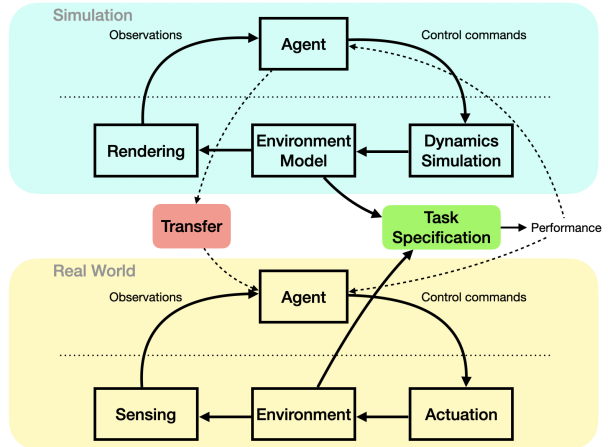 Simulation
Observations
Agent
Control commands
Rendering
Environment
Model
Dynamics
Simulation
Transfer
Task
Specification
Performance
Real World
Observations
Agent
Control commands
Sensing
Environment
Actuation